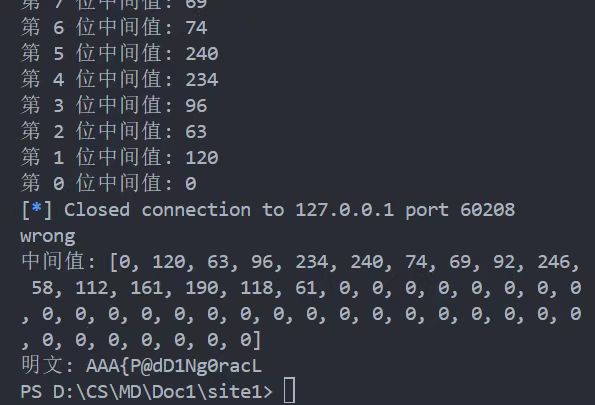 第 7 位中间值: 69
第 6 位中间值: 74
第 5 位中间值: 240
第 4 位中间值: 234
第 3 位中间值: 96
第 2 位中间值: 63
第 1 位中间值: 120
第 0 位中间值: 0
[*] Closed connection to 127.0.0.1 port 60208
wrong
中间值: [0, 120, 63, 96, 234, 240, 74, 69, 92, 246,
58, 112, 161, 190, 118, 61, 0, 0, 0, 0, 0, 0, 0, 0
, 0, 0, 0, 0, 0, 0, 0, 0, 0, 0, 0, 0, 0, 0, 0, 0, 0
, 0, 0, 0, 0, 0, 0, 0]
明文: AAA{P@dD1Ng0racL
PS D:\CS\MD\Doc1\site1>